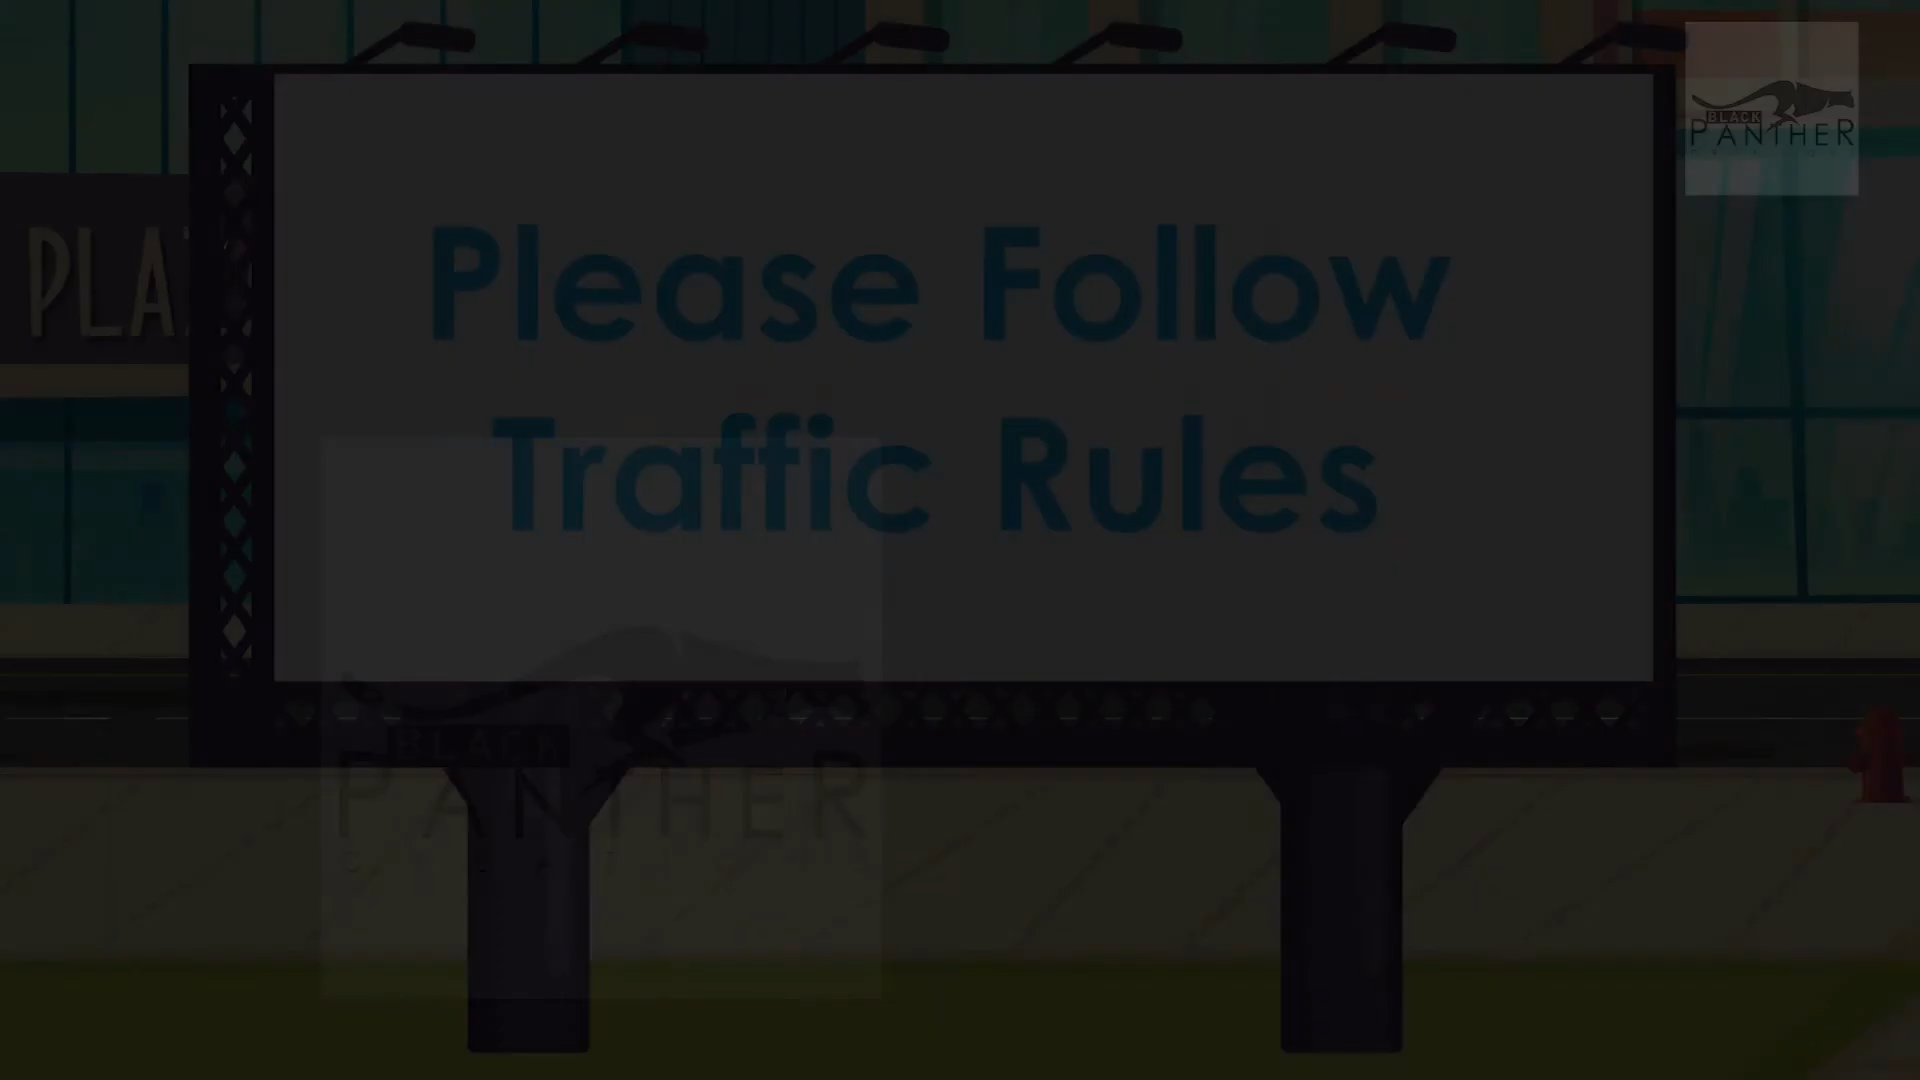 Please Follow
Traffic Rules
PLA
BLACK
PANTHER
BLACK
PANTHER